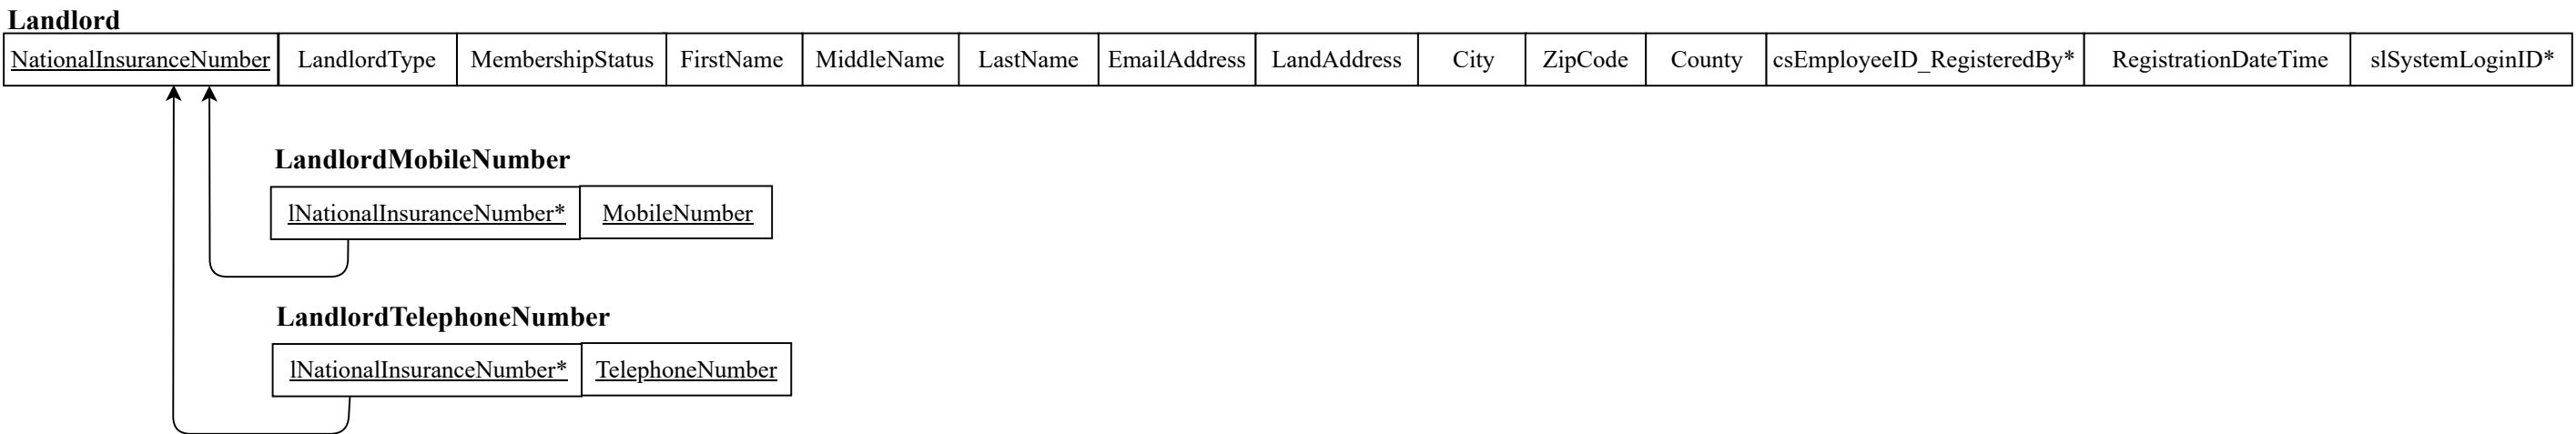 Landlord
NationalInsuranceNumber LandlordType MembershipStatus FirstName MiddleName LastName EmailAddress LandAddress City ZipCode County csEmployeeID_RegisteredBy* RegistrationDateTime slSystemLoginID*
LandlordMobileNumber
lNationalInsuranceNumber* MobileNumber
LandlordTelephoneNumber
lNationalInsuranceNumber* TelephoneNumber